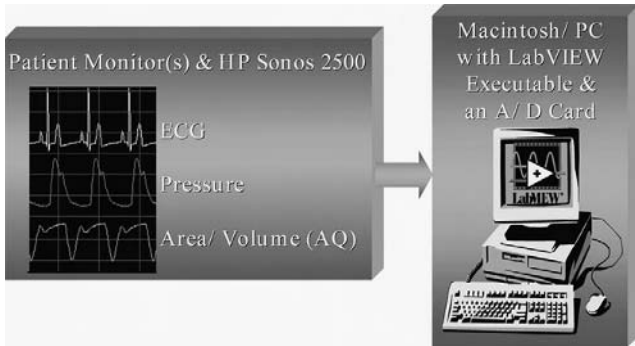 Patient Monitor(s) & HP Sonos 2500
ECG
Pressure
Area/ Volume (AQ)
Macintosh/ PC
with LabVIEW
Executable &
an A/ D Card
LabVIEW